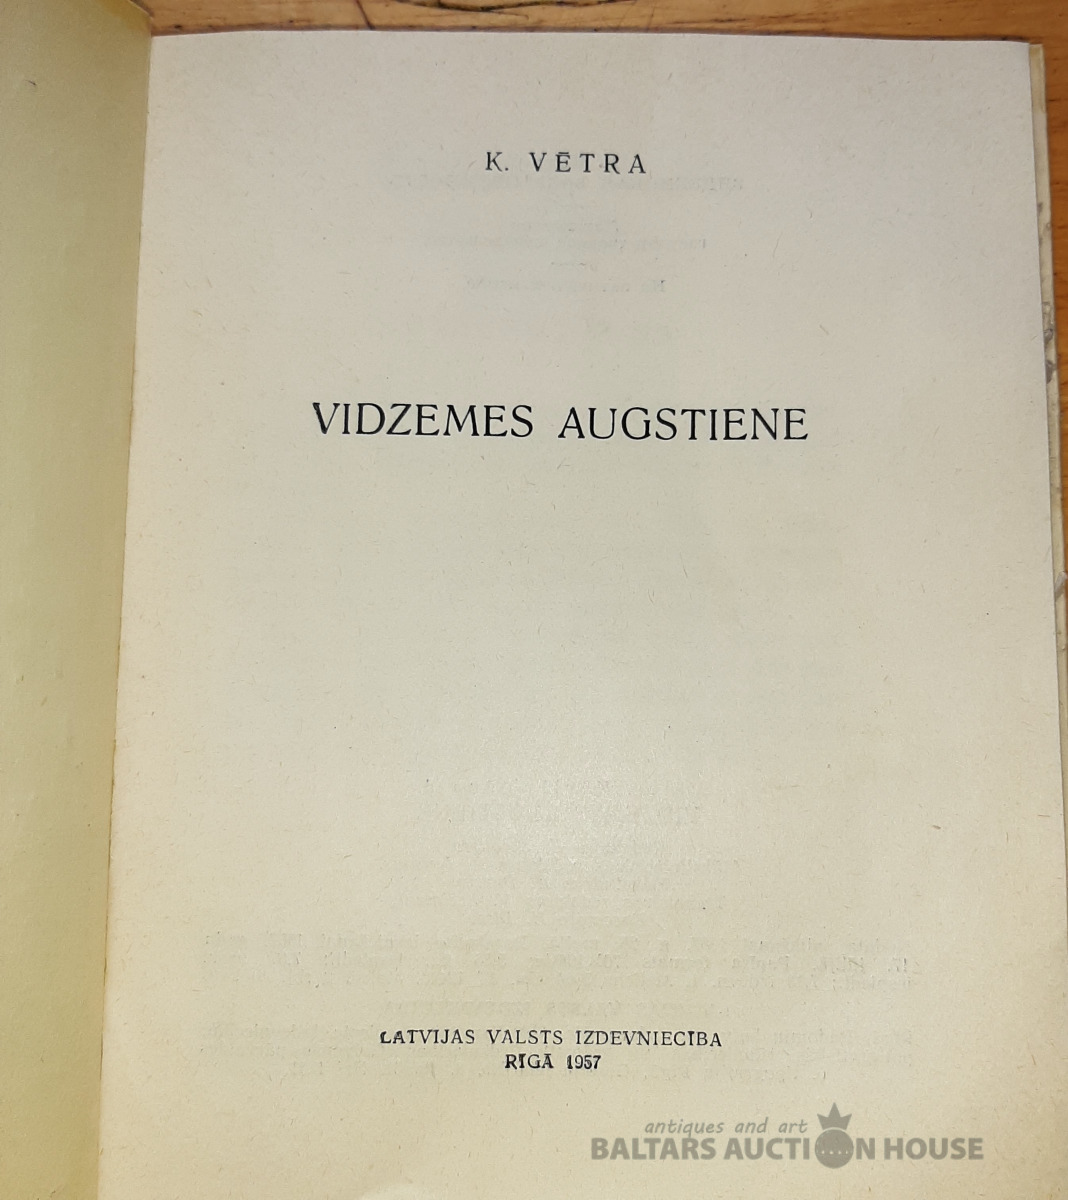 K. VĒTRA
VIDZEMES AUGSTIENE
LATVIJAS VALSTS IZDEVNIECĪBA
RĪGĀ 1957
antiques and art
BALTARS AUCTION HOUSE